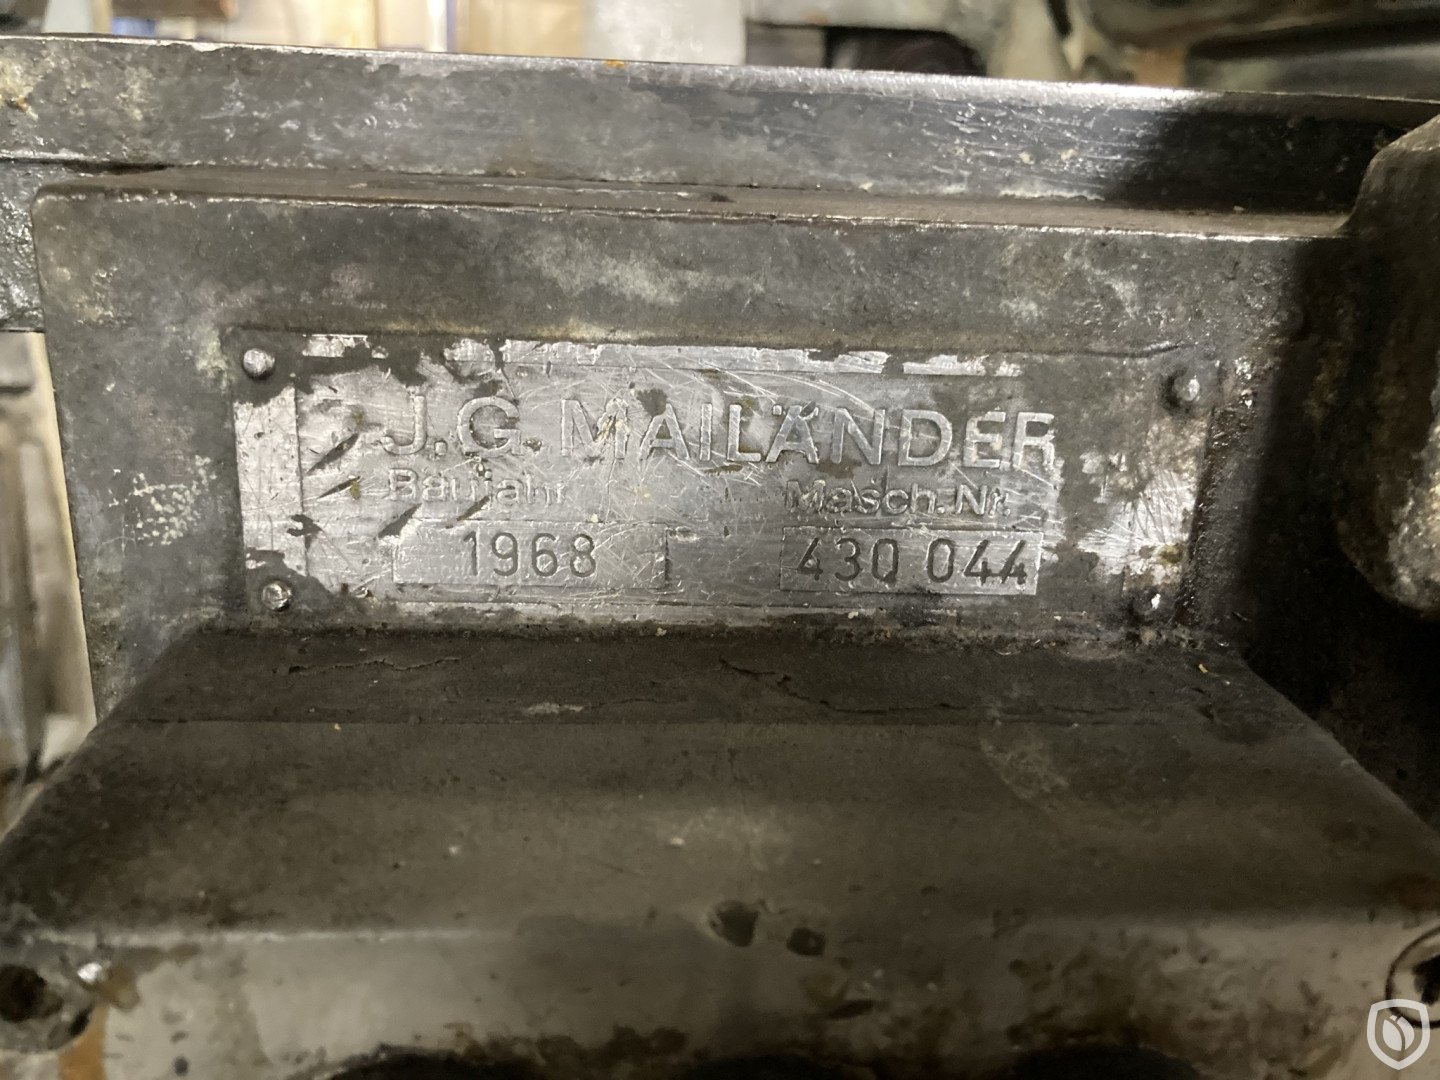 J.G. MAILÄNDER
Baujahr Masch.Nr.
1968 430 044